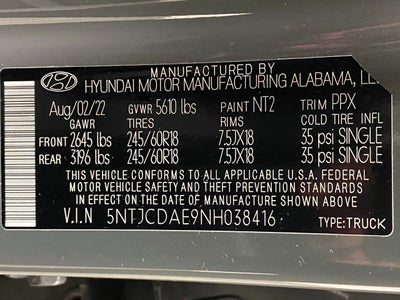 MANUFACTURED BY
HYUNDAI MOTOR MANUFACTURING ALABAMA,
Aug/02/22 GVWR 5610 lbs PAINT NT2 TRIM PPX
GAWR TIRES RIMS COLD TIRE INFL
FRONT 2645 lbs 245/60R18 7.5JX18 35 psi SINGLE
REAR 3196 lbs 245/60R18 7.5JX18 35 psi SINGLE
THIS VEHICLE CONFORMS TO ALL APPLICABLE U.S.A. FEDERAL
MOTOR VEHICLE SAFETY AND THEFT PREVENTION STANDARDS
IN EFFECT ON THE DATE OF MANUFACTURE SHOWN ABOVE
V.I.N 5NTJCDAE9NH038416 TYPE:TRUCK